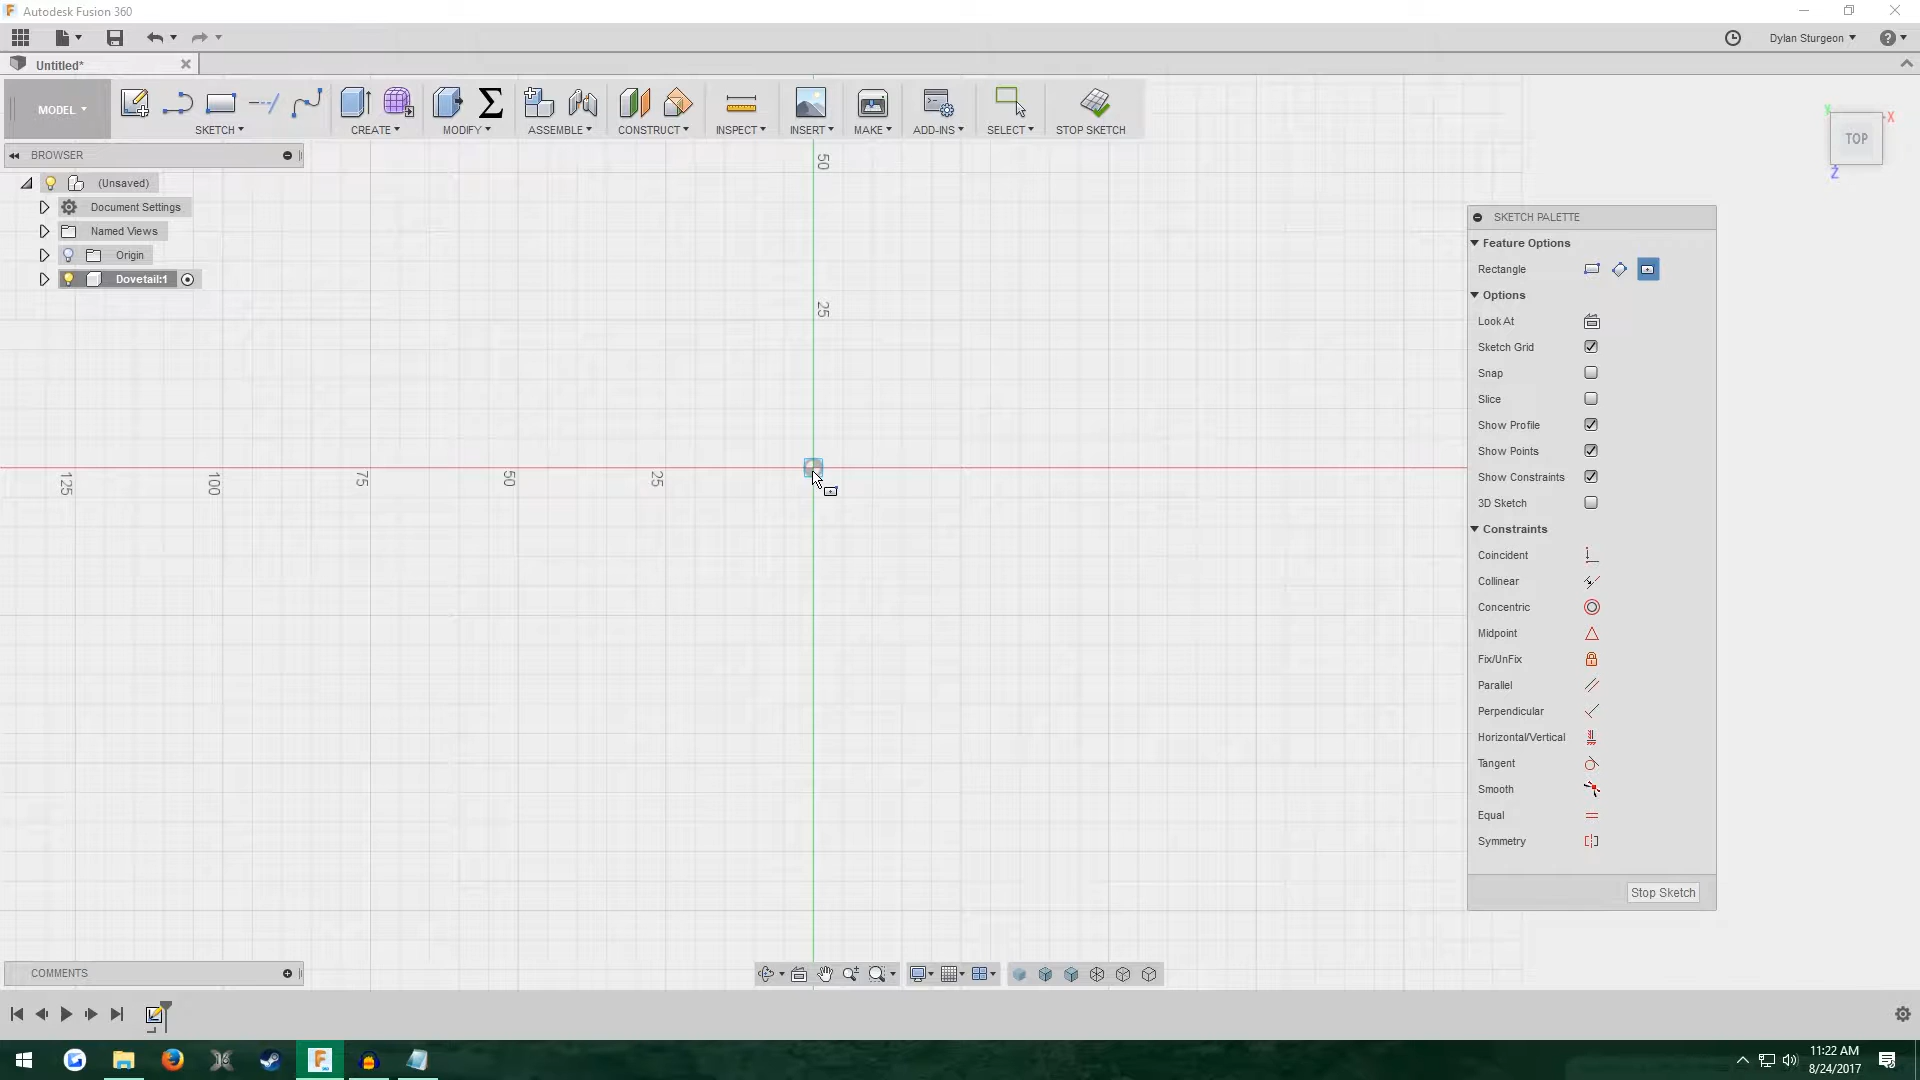 Autodesk Fusion 360
Dylan Sturgeon
Untitled*
MODEL
SKETCH
CREATE
MODIFY
ASSEMBLE
CONSTRUCT
INSPECT
INSERT
MAKE
ADD-INS
SELECT
STOP SKETCH
BROWSER
(Unsaved)
Document Settings
Named Views
Origin
Dovetail:1
50
25
125
100
75
50
25
Y
X
TOP
Z
SKETCH PALETTE
Feature Options
Rectangle
Options
Look At
Sketch Grid
Snap
Slice
Show Profile
Show Points
Show Constraints
3D Sketch
Constraints
Coincident
Collinear
Concentric
Midpoint
Fix/UnFix
Parallel
Perpendicular
Horizontal/Vertical
Tangent
Smooth
Equal
Symmetry
Stop Sketch
COMMENTS
11:22 AM
8/24/2017